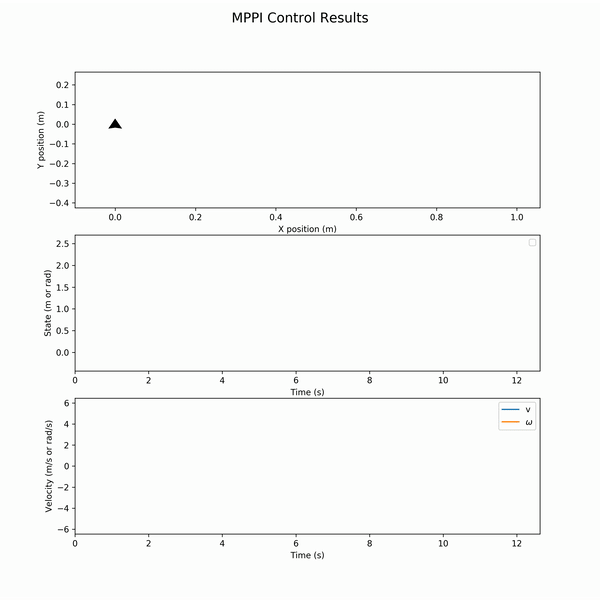 MPPI Control Results
Y position (m)
0.2
0.1
0.0
−0.1
−0.2
−0.3
−0.4
0.0 0.2 0.4 0.6 0.8 1.0
X position (m)
State (m or rad)
2.5
2.0
1.5
1.0
0.5
0.0
0 2 4 6 8 10 12
Time (s)
Velocity (m/s or rad/s)
6
4
2
0
−2
−4
−6
v
ω
0 2 4 6 8 10 12
Time (s)